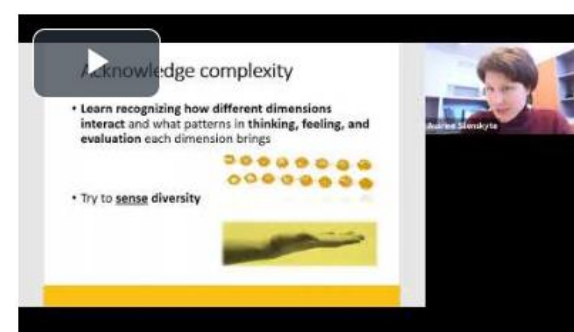 Acknowledge complexity
• Learn recognizing how different dimensions
interact and what patterns in thinking, feeling, and
evaluation each dimension brings
• Try to sense diversity